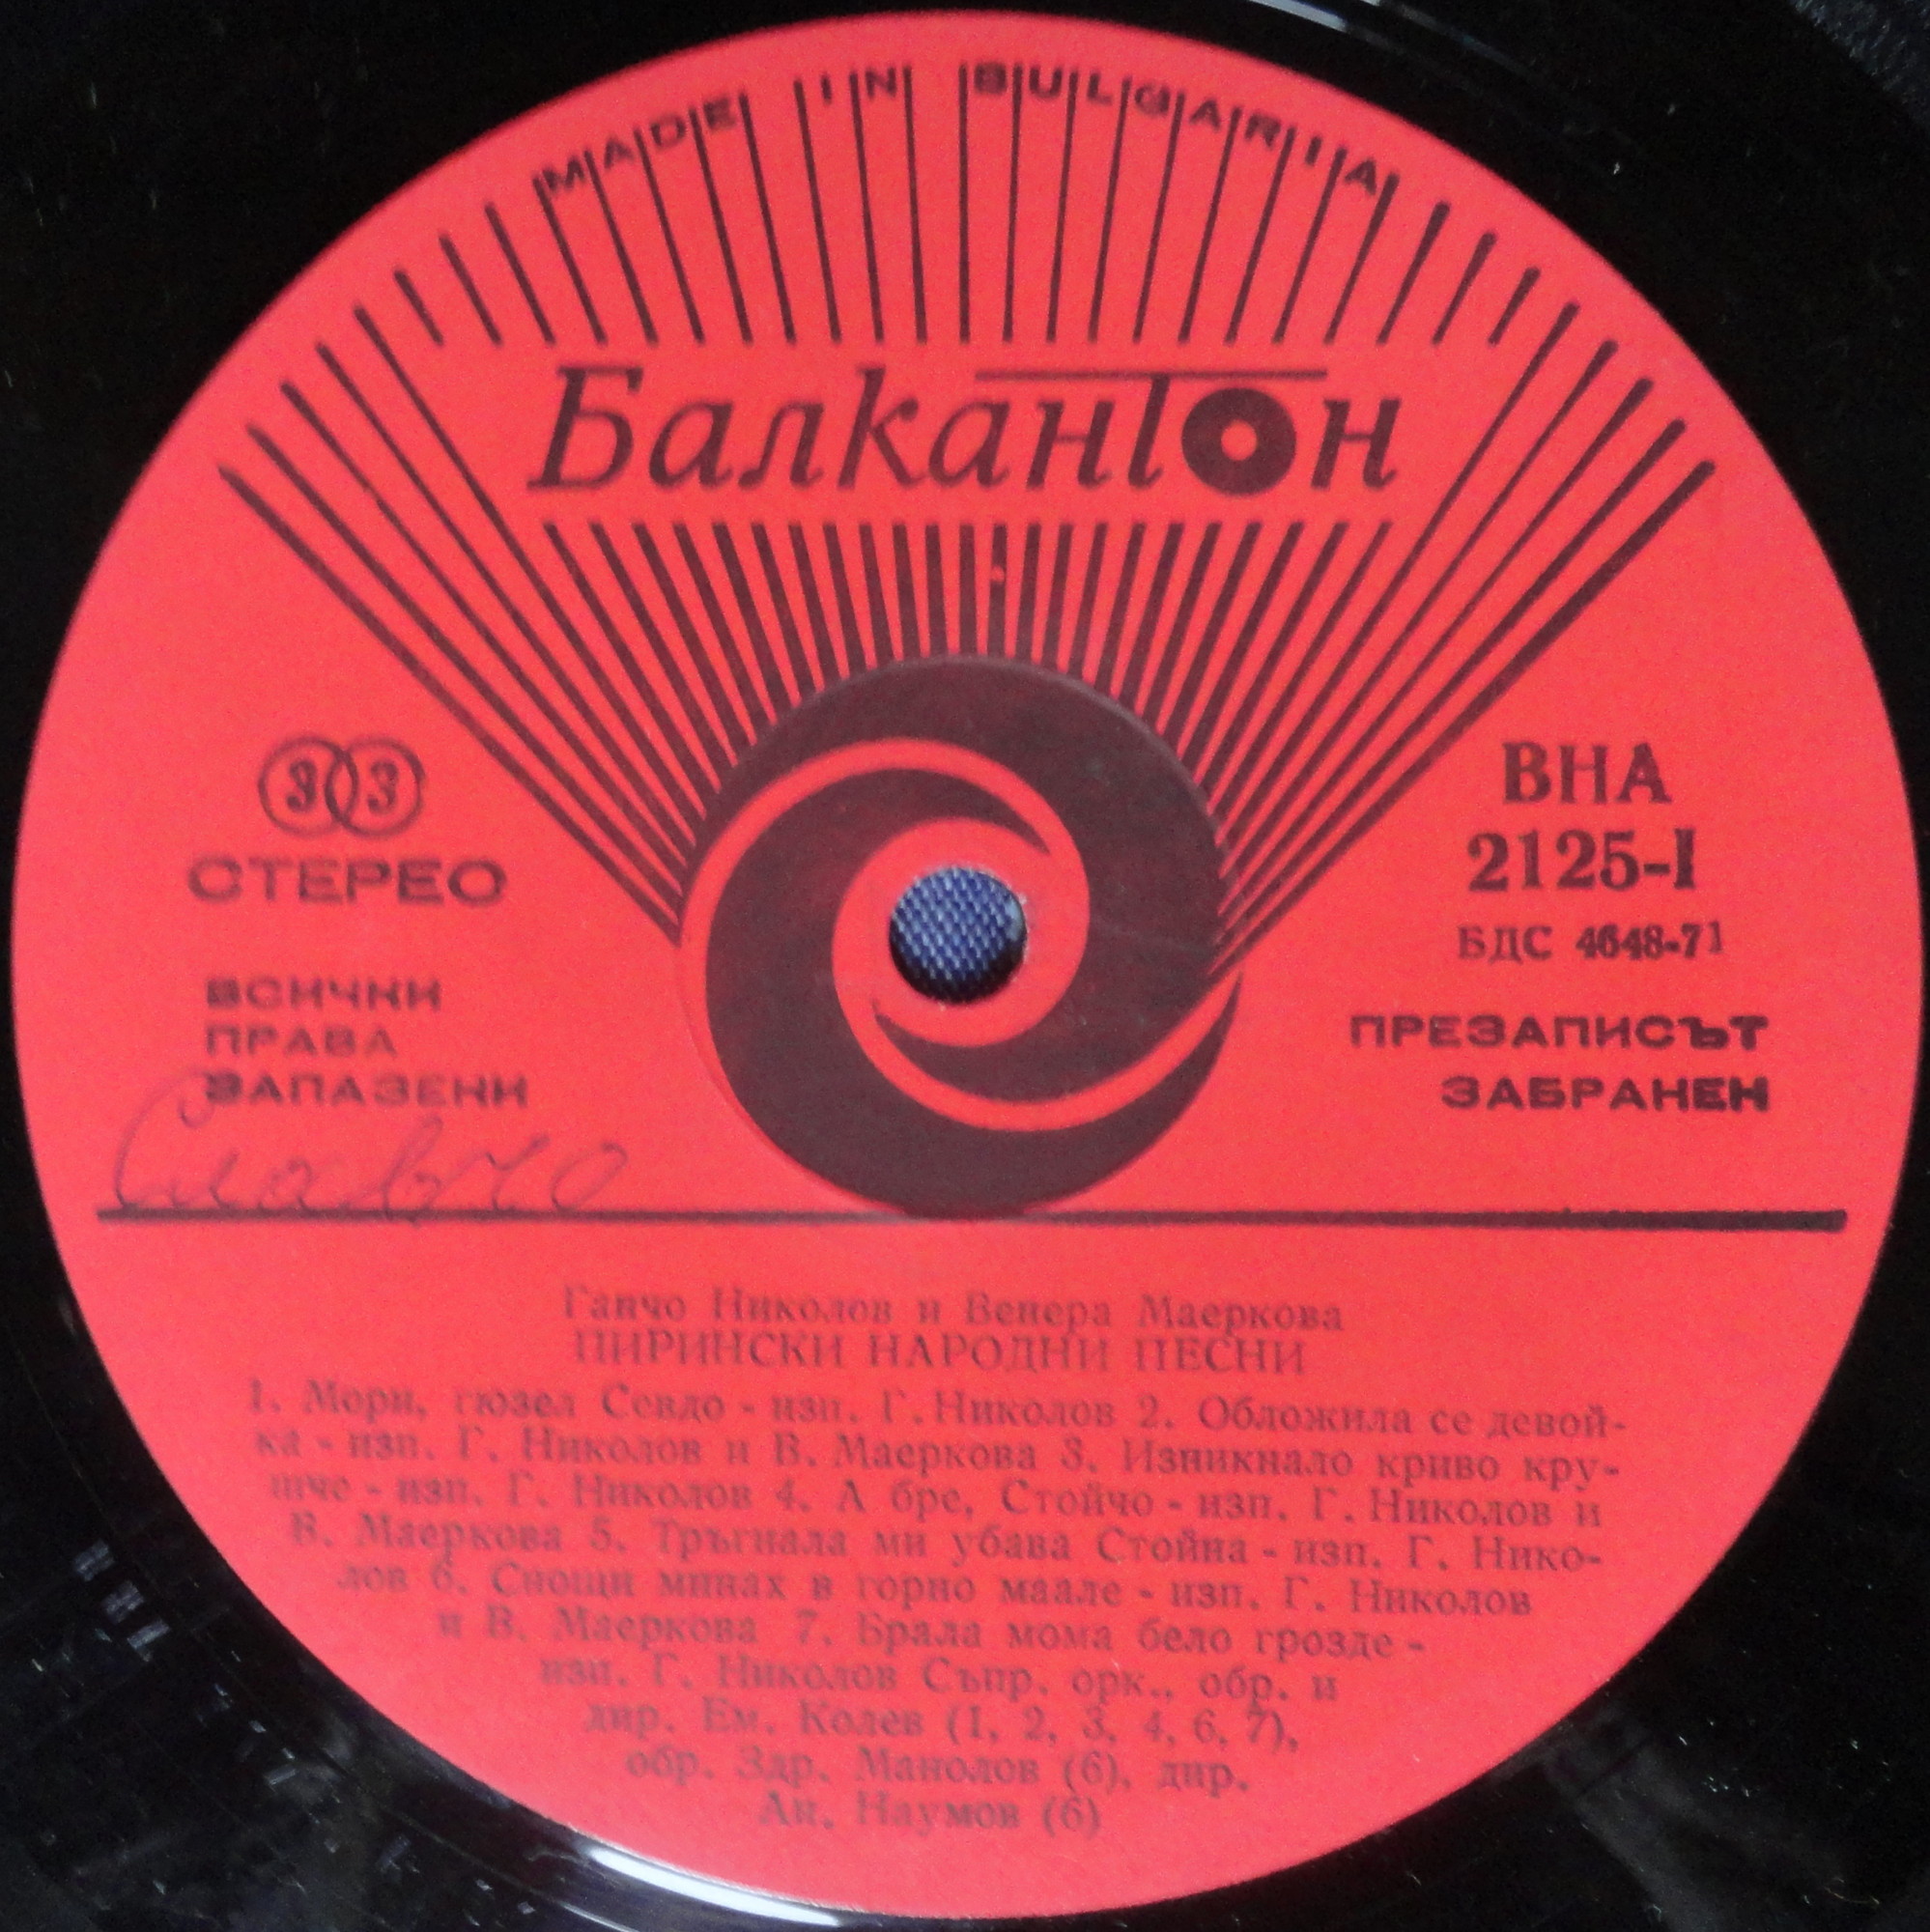 MADE IN BULGARIA
Балкантон
33
СТЕРЕО
ВСИЧКИ
ПРАВА
ЗАПАЗЕНИ
Славчо
ВНА
2125-I
БДС 4648-71
ПРЕЗАПИСЪТ
ЗАБРАНЕН
Ганчо Николов и Венера Маеркова
ПИРИНСКИ НАРОДНИ ПЕСНИ
1. Мори, гюзел Севдо - изп. Г. Николов 2. Обложила се девой-
ка - изп. Г. Николов и В. Маеркова 3. Изникнало криво кру-
шче - изп. Г. Николов 4. А бре, Стойчо - изп. Г. Николов и
В. Маеркова 5. Тръгнала ми убава Стойна - изп. Г. Нико-
лов 6. Снощи минах в горно маале - изп. Г. Николов
и В. Маеркова 7. Брала мома бело грозде -
изп. Г. Николов Съпр. орк., обр. и
дир. Ем. Колев (1, 2, 3, 4, 6, 7),
обр. Здр. Манолов (6), дир.
Ан. Наумов (6)